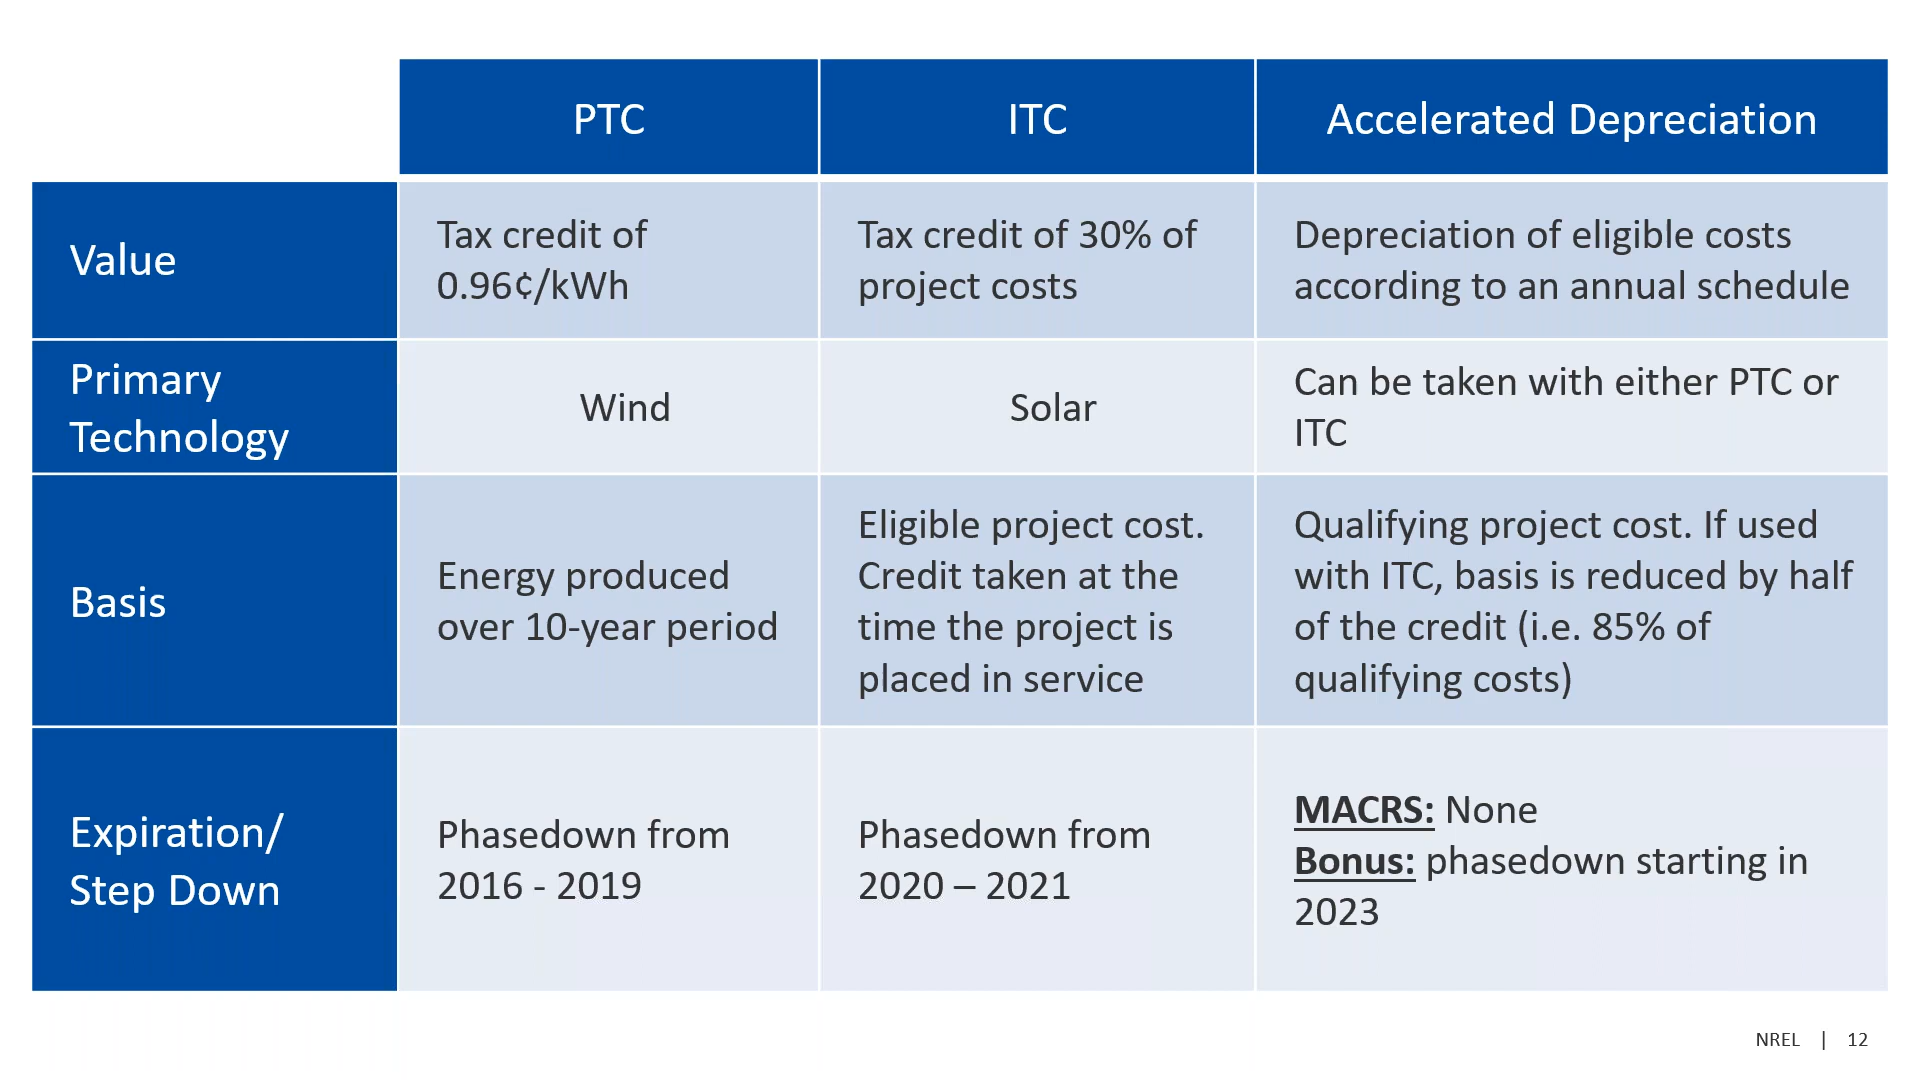 PTC
ITC
Accelerated Depreciation
Value
Tax credit of
0.96¢/kWh
Tax credit of 30% of
project costs
Depreciation of eligible costs
according to an annual schedule
Primary
Technology
Wind
Solar
Can be taken with either PTC or
ITC
Basis
Energy produced
over 10-year period
Eligible project cost.
Credit taken at the
time the project is
placed in service
Qualifying project cost. If used
with ITC, basis is reduced by half
of the credit (i.e. 85% of
qualifying costs)
Expiration/
Step Down
Phasedown from
2016 - 2019
Phasedown from
2020 – 2021
MACRS: None
Bonus: phasedown starting in
2023
NREL | 12